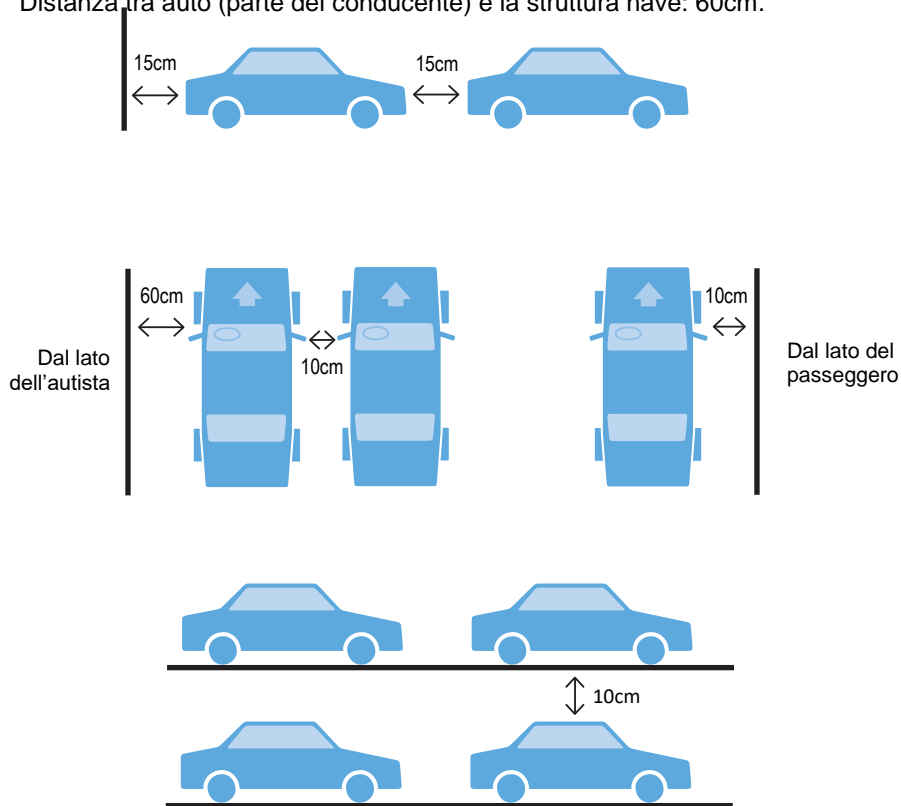 Distanza tra auto (parte del conducente) e la struttura nave: 60cm.
15cm
15cm
60cm
10cm
10cm
Dal lato
dell'autista
Dal lato del
passeggero
10cm